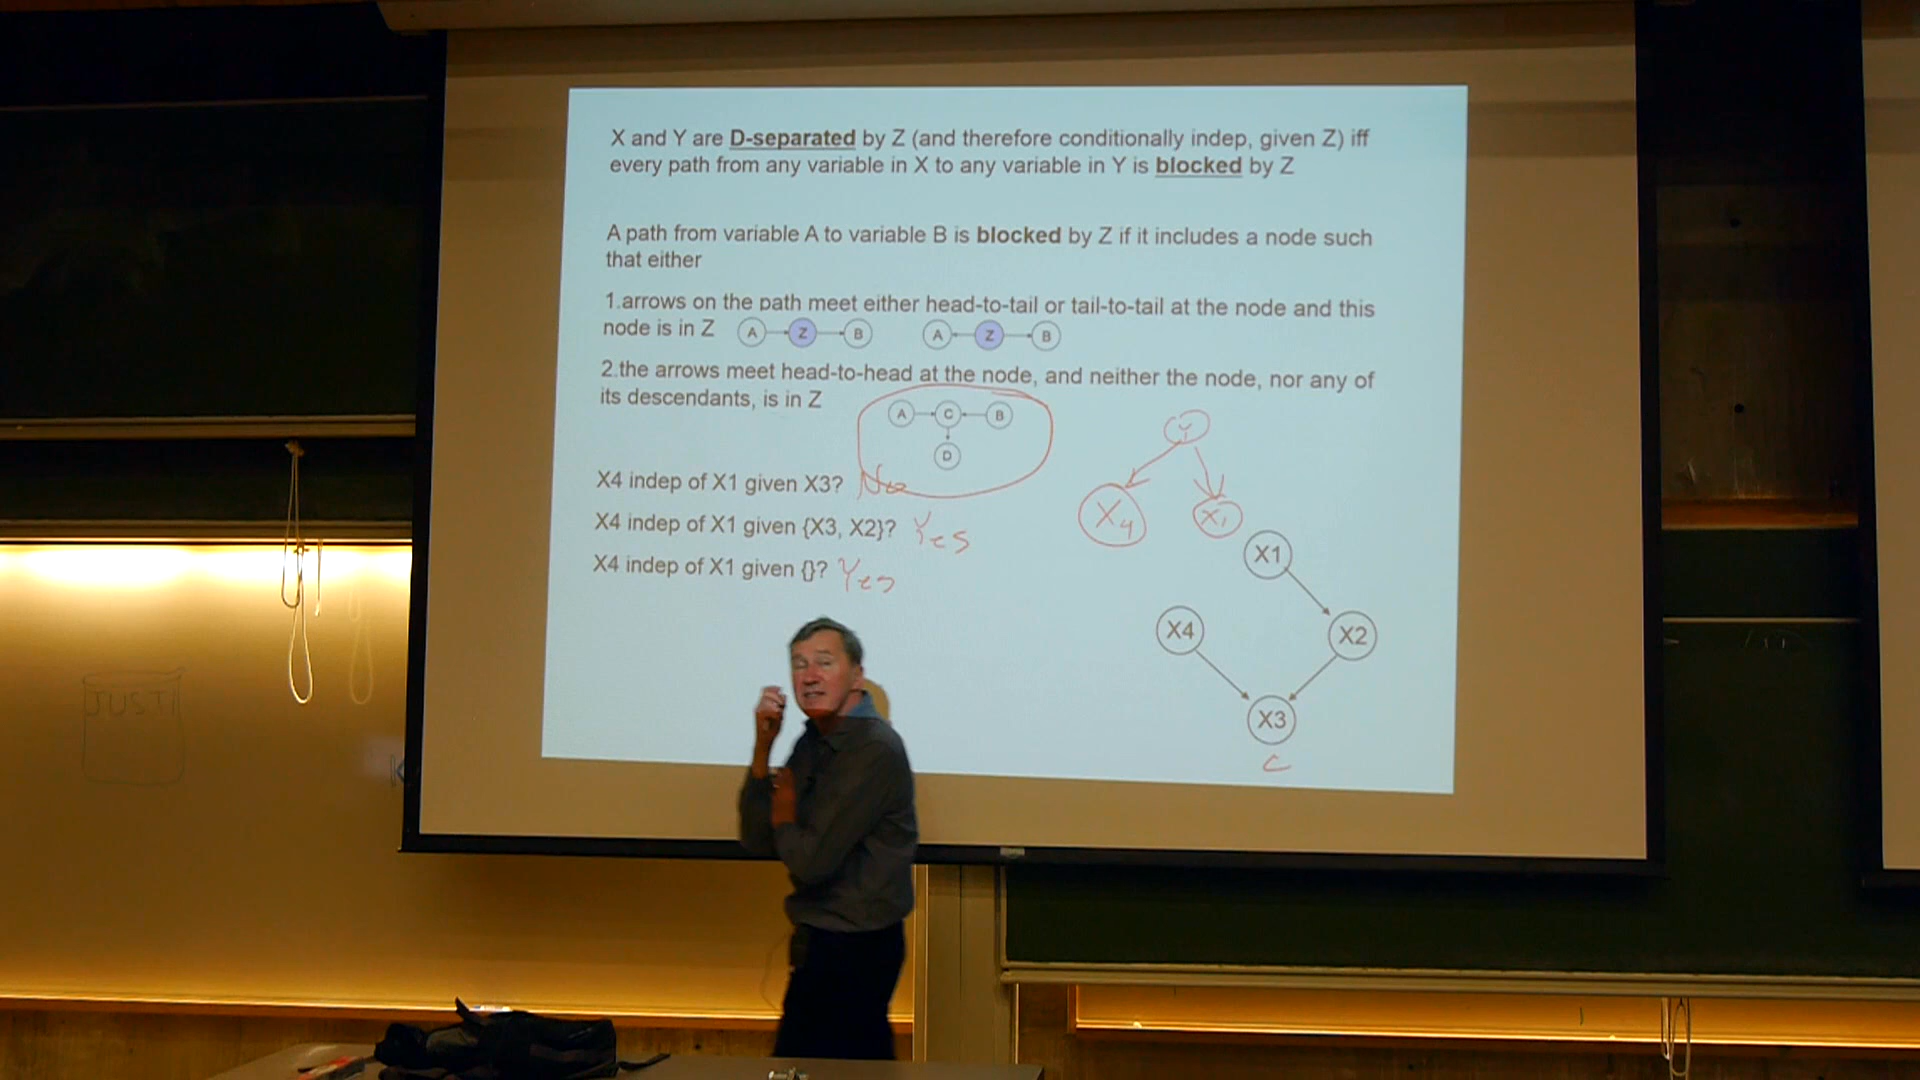 X and Y are D-separated by Z (and therefore conditionally indep, given Z) iff
every path from any variable in X to any variable in Y is blocked by Z
A path from variable A to variable B is blocked by Z if it includes a node such
that either
1.arrows on the path meet either head-to-tail or tail-to-tail at the node and this
node is in Z A Z B A Z B
2.the arrows meet head-to-head at the node, and neither the node, nor any of
its descendants, is in Z
A C B
D
Y
X4 indep of X1 given X3? No
X4 X1
X4 indep of X1 given {X3, X2}? Yes
X1
X4 indep of X1 given {}? Yes
X4 X2
X3
C
JUSTI
K